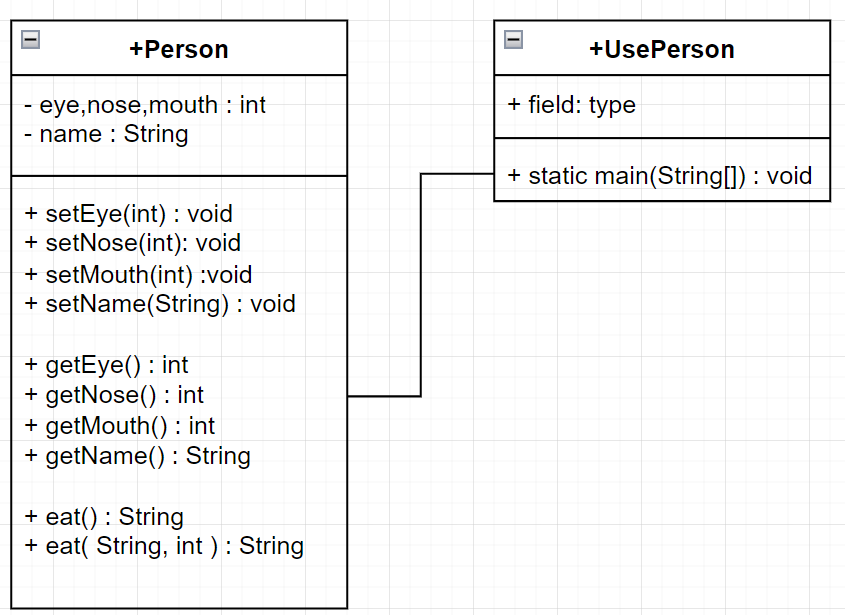 +Person
- eye,nose,mouth : int
- name : String
+ setEye(int) : void
+ setNose(int): void
+ setMouth(int) :void
+ setName(String) : void
+ getEye() : int
+ getNose() : int
+ getMouth() : int
+ getName() : String
+ eat() : String
+ eat( String, int ) : String
+UsePerson
+ field: type
+ static main(String[]) : void